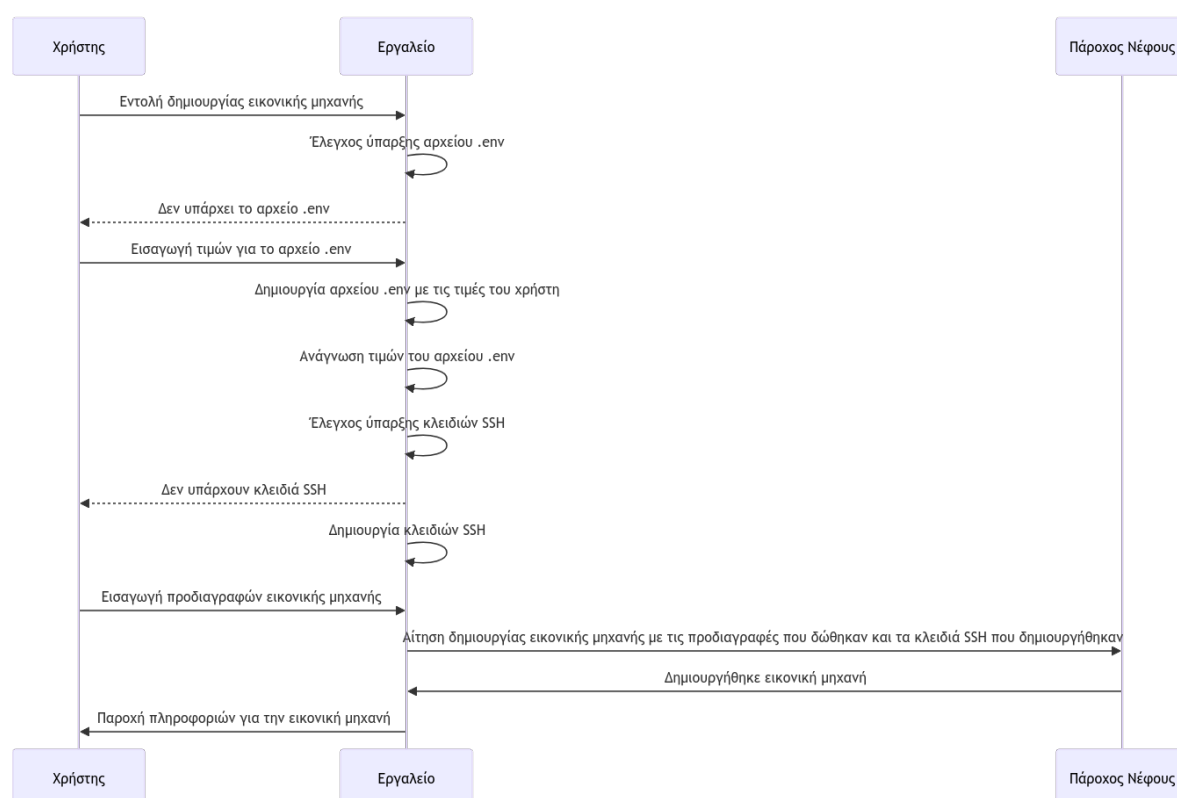 Χρήστης
Εργαλείο
Πάροχος Νέφους
Εντολή δημιουργίας εικονικής μηχανής
Έλεγχος ύπαρξης αρχείου .env
Δεν υπάρχει το αρχείο .env
Εισαγωγή τιμών για το αρχείο .env
Δημιουργία αρχείου .env με τις τιμές του χρήστη
Ανάγνωση τιμών του αρχείου .env
Έλεγχος ύπαρξης κλειδιών SSH
Δεν υπάρχουν κλειδιά SSH
Δημιουργία κλειδιών SSH
Εισαγωγή προδιαγραφών εικονικής μηχανής
Αίτηση δημιουργίας εικονικής μηχανής με τις προδιαγραφές που δώθηκαν και τα κλειδιά SSH που δημιουργήθηκαν
Δημιουργήθηκε εικονική μηχανή
Παροχή πληροφοριών για την εικονική μηχανή
Χρήστης
Εργαλείο
Πάροχος Νέφους